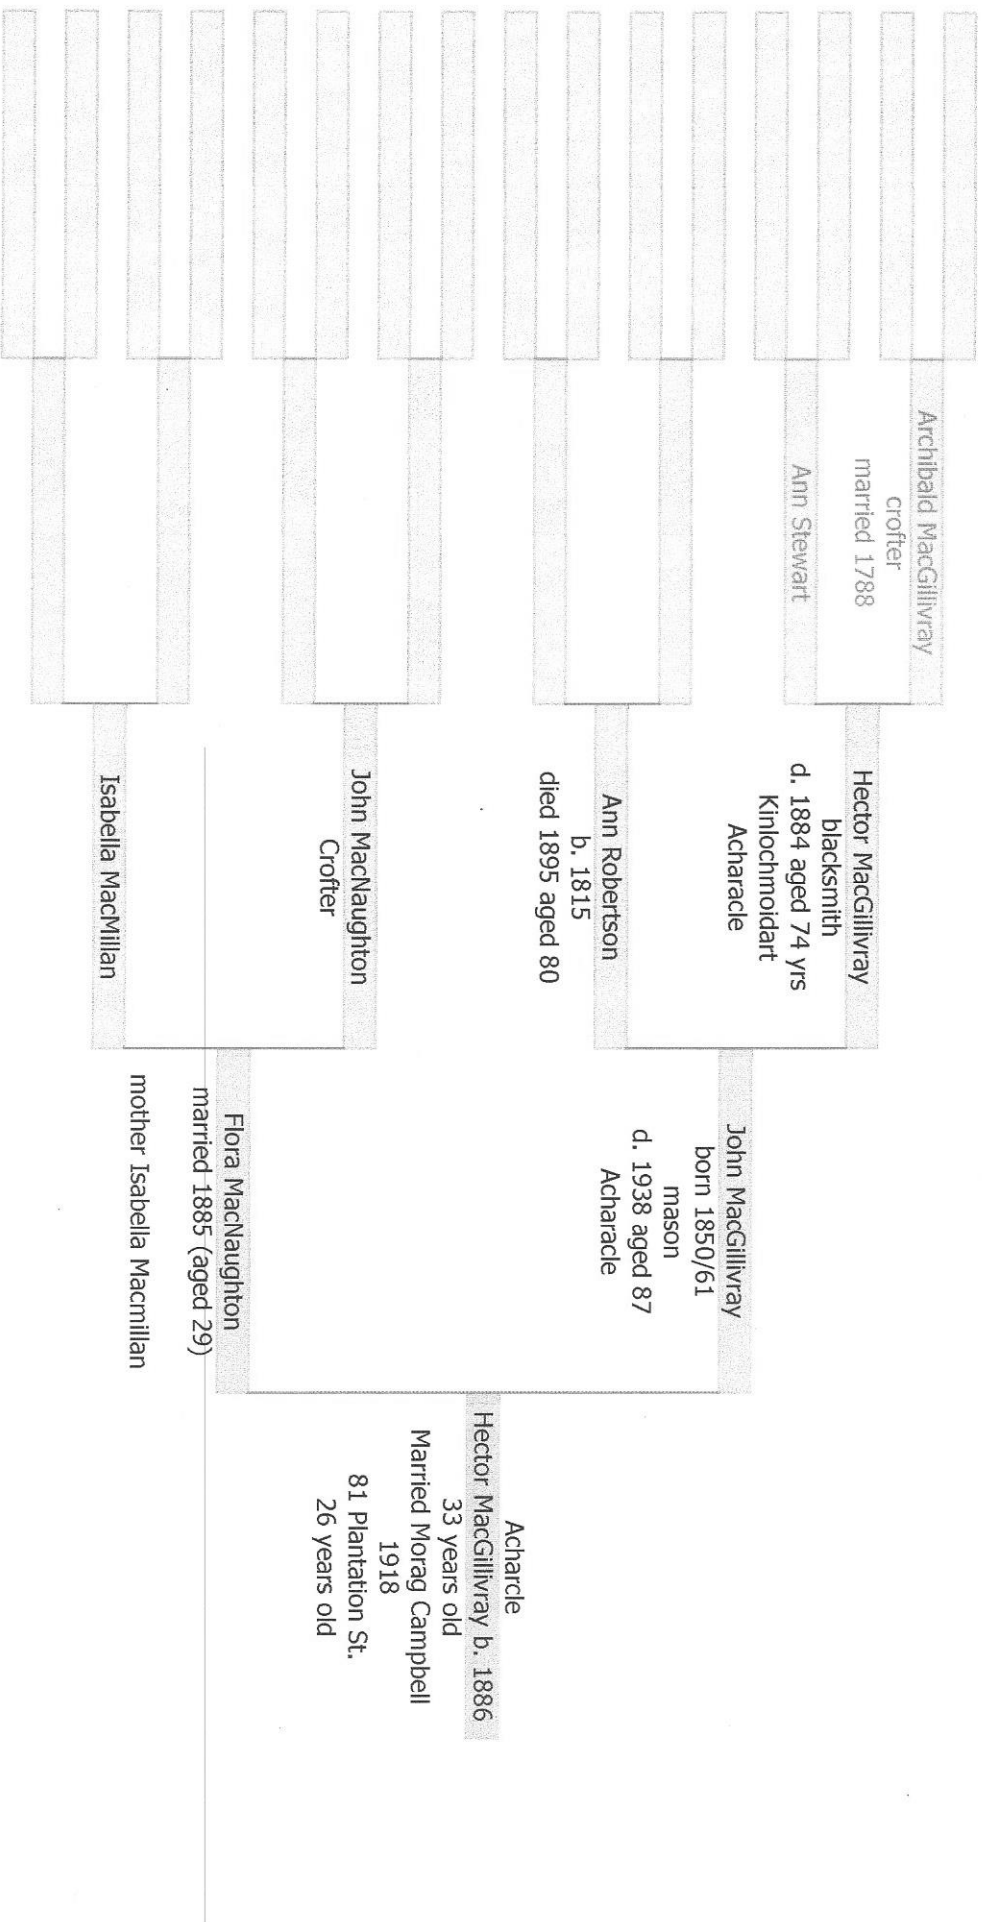 Archibald MacGillivray
crofter
married 1788
Ann Stewart
Hector MacGillivray
blacksmith
d. 1884 aged 74 yrs
Kinlochmoidart
Acharacle
Ann Robertson
b. 1815
died 1895 aged 80
John MacNaughton
Crofter
Isabella MacMillan
John MacGillivray
born 1850/61
mason
d. 1938 aged 87
Acharacle
Flora MacNaughton
married 1885 (aged 29)
mother Isabella Macmillan
Acharcle
Hector MacGillivray b. 1886
33 years old
Married Morag Campbell
1918
81 Plantation St.
26 years old